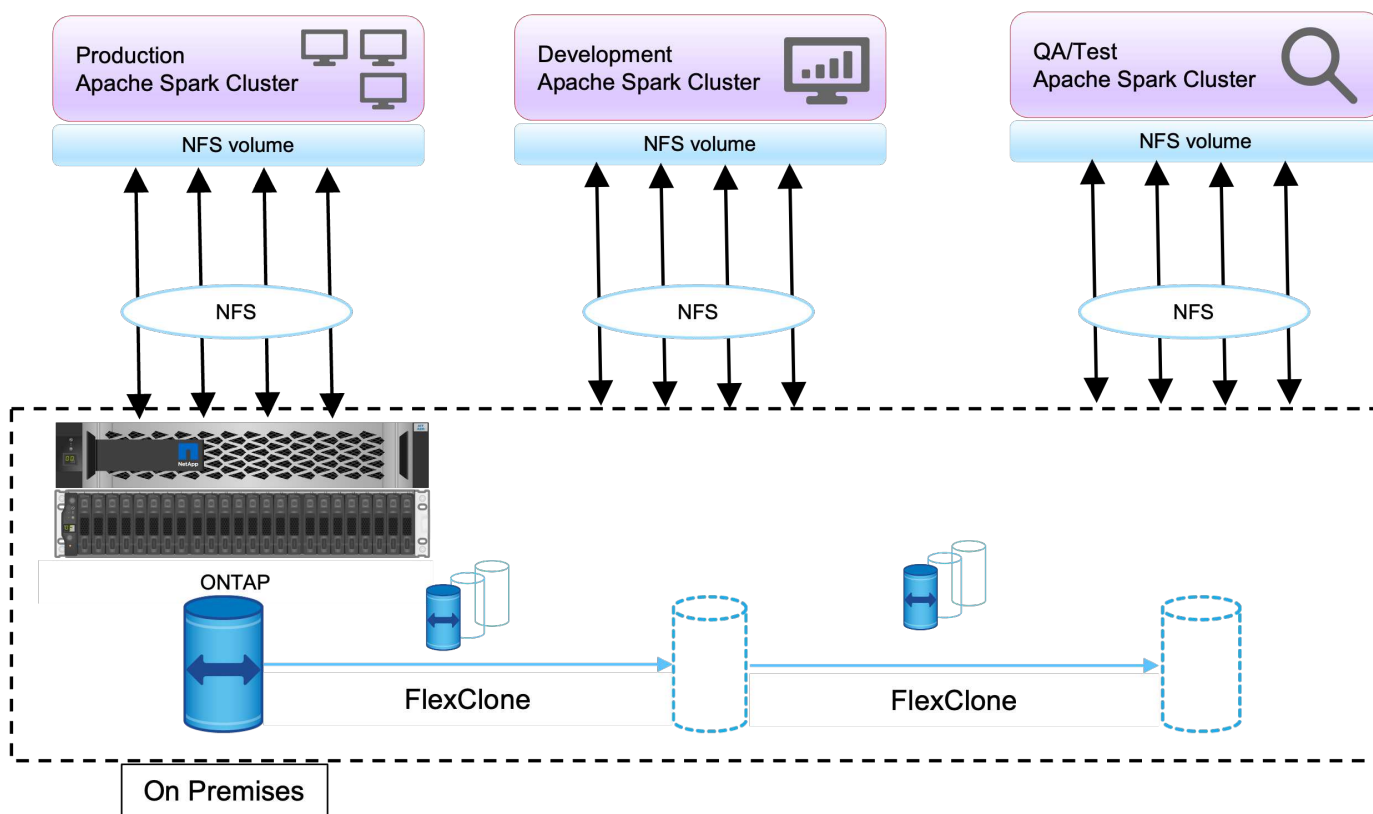 Production
Apache Spark Cluster
Development
Apache Spark Cluster
QA/Test
Apache Spark Cluster
NFS volume
NFS volume
NFS volume
NFS
NFS
NFS
NetApp
ONTAP
FlexClone
FlexClone
On Premises